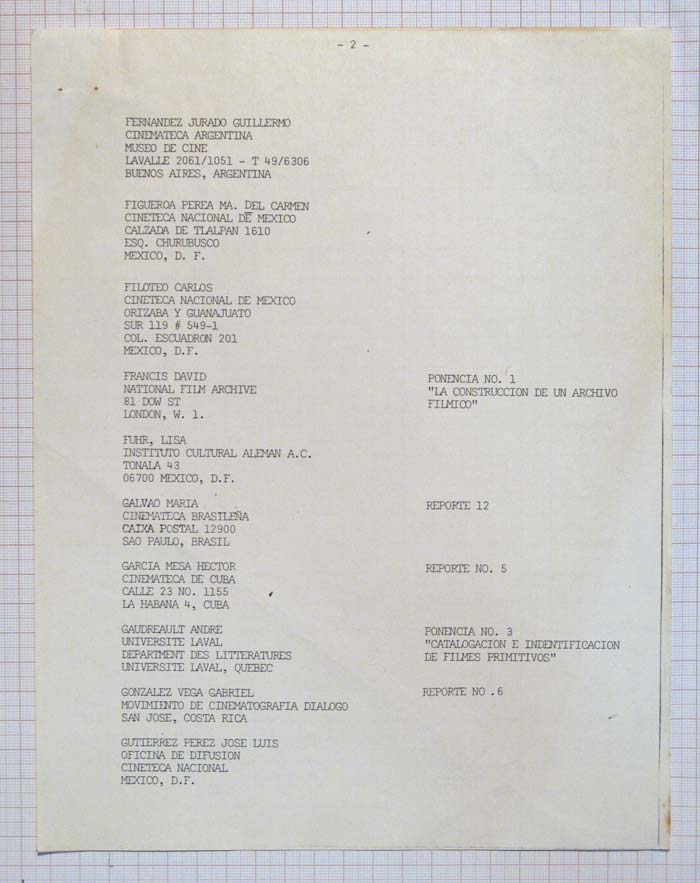 - 2 -
FERNANDEZ JURADO GUILLERMO
CINEMATECA ARGENTINA
MUSEO DE CINE
LAVALLE 2061/1051 - T 49/6306
BUENOS AIRES, ARGENTINA
FIGUEROA PEREA MA. DEL CARMEN
CINETECA NACIONAL DE MEXICO
CALZADA DE TLALPAN 1610
ESQ. CHURUBUSCO
MEXICO, D. F.
FILOTEO CARLOS
CINETECA NACIONAL DE MEXICO
ORIZABA Y GUANAJUATO
SUR 119 # 549-1
COL. ESCUADRON 201
MEXICO, D.F.
FRANCIS DAVID
NATIONAL FILM ARCHIVE
81 DOW ST
LONDON, W. 1.
PONENCIA NO. 1
"LA CONSTRUCCION DE UN ARCHIVO
FILMICO"
FUHR, LISA
INSTITUTO CULTURAL ALEMAN A.C.
TONALA 43
06700 MEXICO, D.F.
GALVAO MARIA
CINEMATECA BRASILEÑA
CAIXA POSTAL 12900
SAO PAULO, BRASIL
REPORTE 12
GARCIA MESA HECTOR
CINEMATECA DE CUBA
CALLE 23 NO. 1155
LA HABANA 4, CUBA
REPORTE NO. 5
GAUDREAULT ANDRE
UNIVERSITE LAVAL
DEPARTMENT DES LITTERATURES
UNIVERSITE LAVAL, QUEBEC
PONENCIA NO. 3
"CATALOGACION E INDENTIFICACION
DE FILMES PRIMITIVOS"
GONZALEZ VEGA GABRIEL
MOVIMIENTO DE CINEMATOGRAFIA DIALOGO
SAN JOSE, COSTA RICA
REPORTE NO .6
GUTIERREZ PEREZ JOSE LUIS
OFICINA DE DIFUSION
CINETECA NACIONAL
MEXICO, D.F.